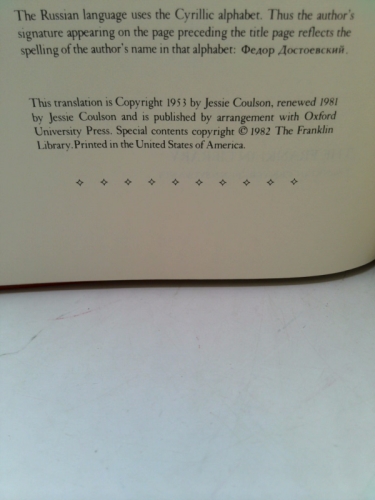 The Russian language uses the Cyrillic alphabet. Thus the author's
signature appearing on the page preceding the title page reflects the
spelling of the author's name in that alphabet: Федор Достоевский.
This translation is Copyright 1953 by Jessie Coulson, renewed 1981
by Jessie Coulson and is published by arrangement with Oxford
University Press. Special contents copyright © 1982 The Franklin
Library.Printed in the United States of America.